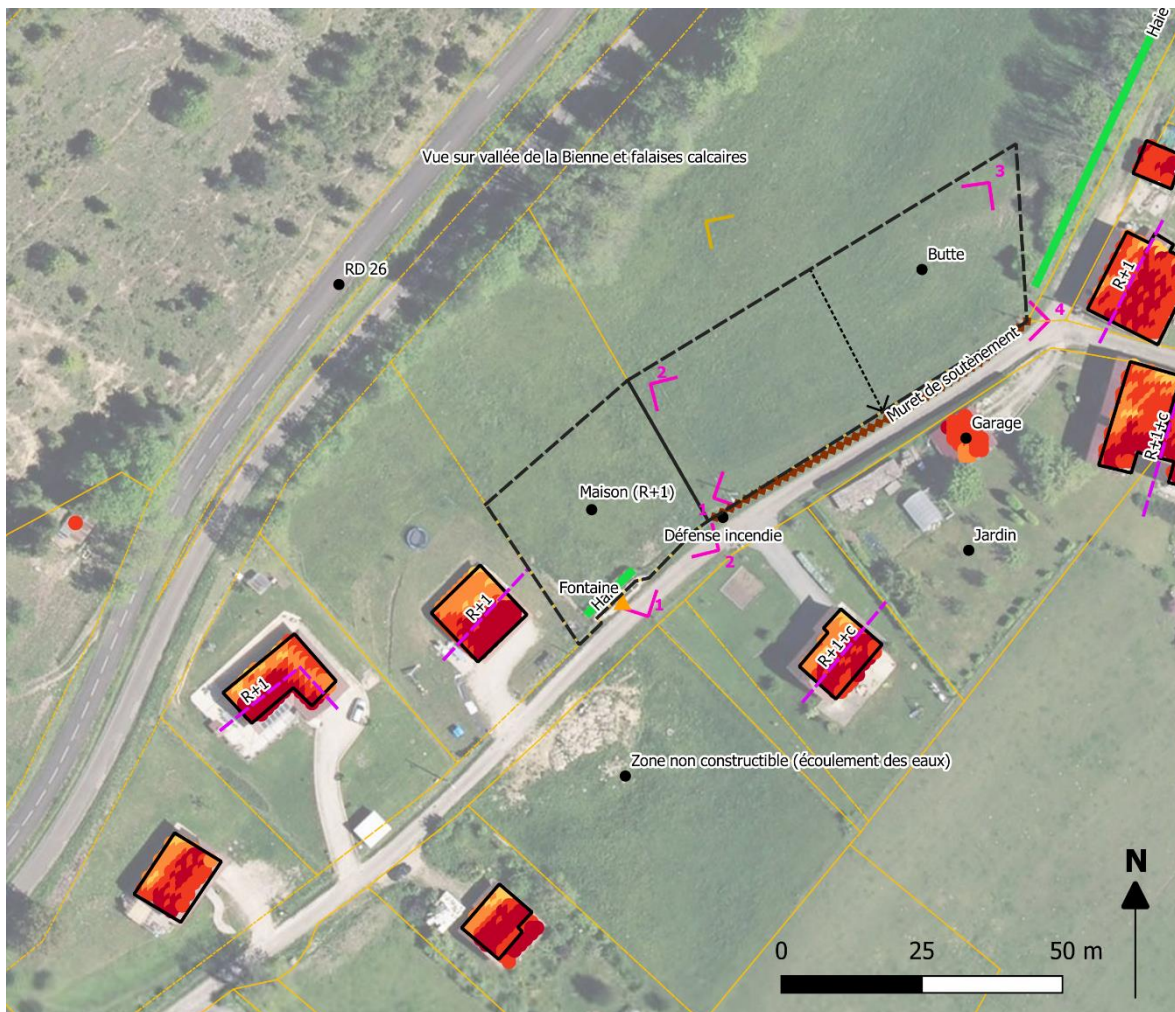 Haie
Vue sur vallée de la Bienne et falaises calcaires
3
RD 26
Butte
R+1
4
Muret de soutènement
2
Garage
R+1+c
Maison (R+1)
1
Défense incendie
Jardin
2
Fontaine
Hai
1
R+1
R+1+c
R+1
Zone non constructible (écoulement des eaux)
N
0 25 50 m